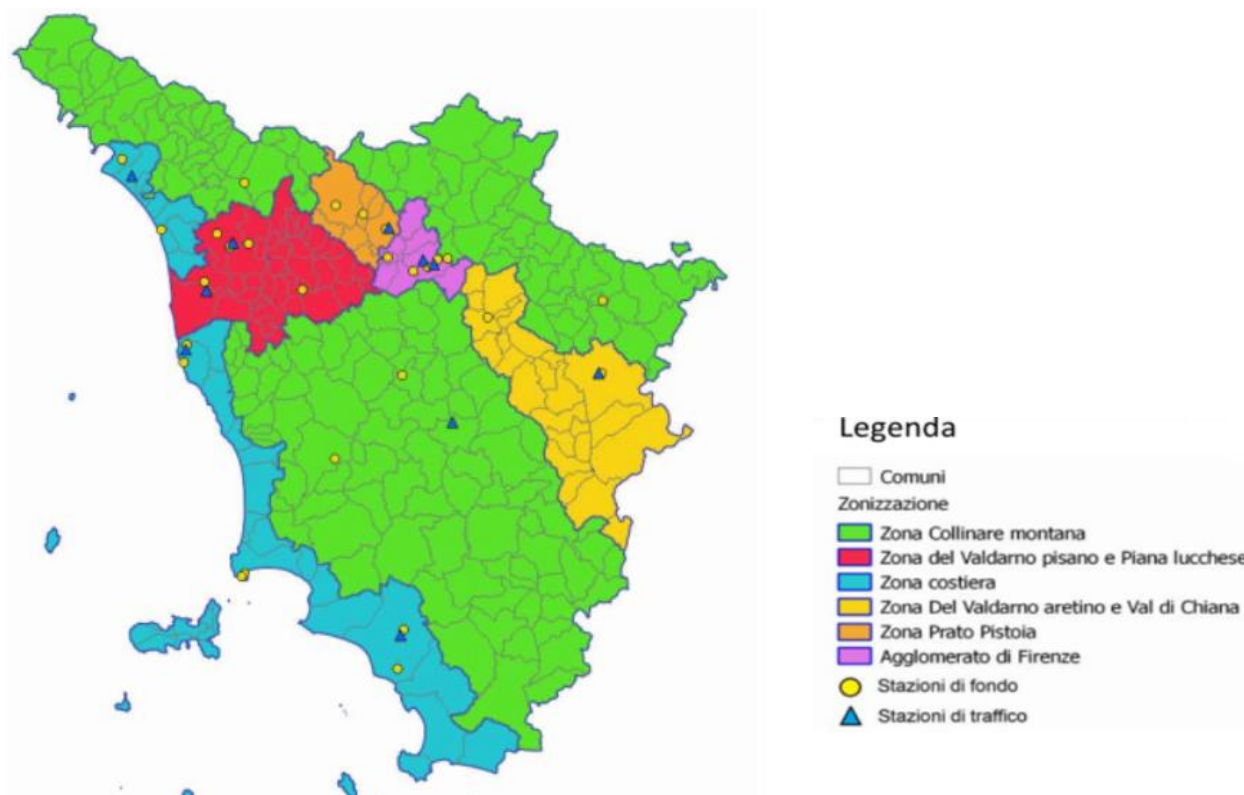 Legenda
Comuni
Zonizzazione
Zona Collinare montana
Zona del Valdarno pisano e Piana lucchese
Zona costiera
Zona Del Valdarno aretino e Val di Chiana
Zona Prato Pistoia
Agglomerato di Firenze
Stazioni di fondo
Stazioni di traffico